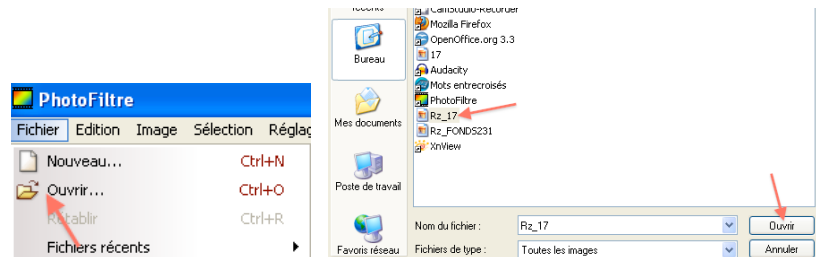 PhotoFiltre
Fichier Edition Image Sélection Réglag
Nouveau... Ctrl+N
Ouvrir... Ctrl+O
Rétablir Ctrl+R
Fichiers récents
récents
Bureau
Mes documents
Poste de travail
Favoris réseau
CamStudio-Recorder
Mozilla Firefox
OpenOffice.org 3.3
17
Audacity
Mots entrecroisés
PhotoFiltre
Rz_17
Rz_FONDS231
XnView
Nom du fichier : Rz_17 Ouvrir
Fichiers de type : Toutes les images Annuler